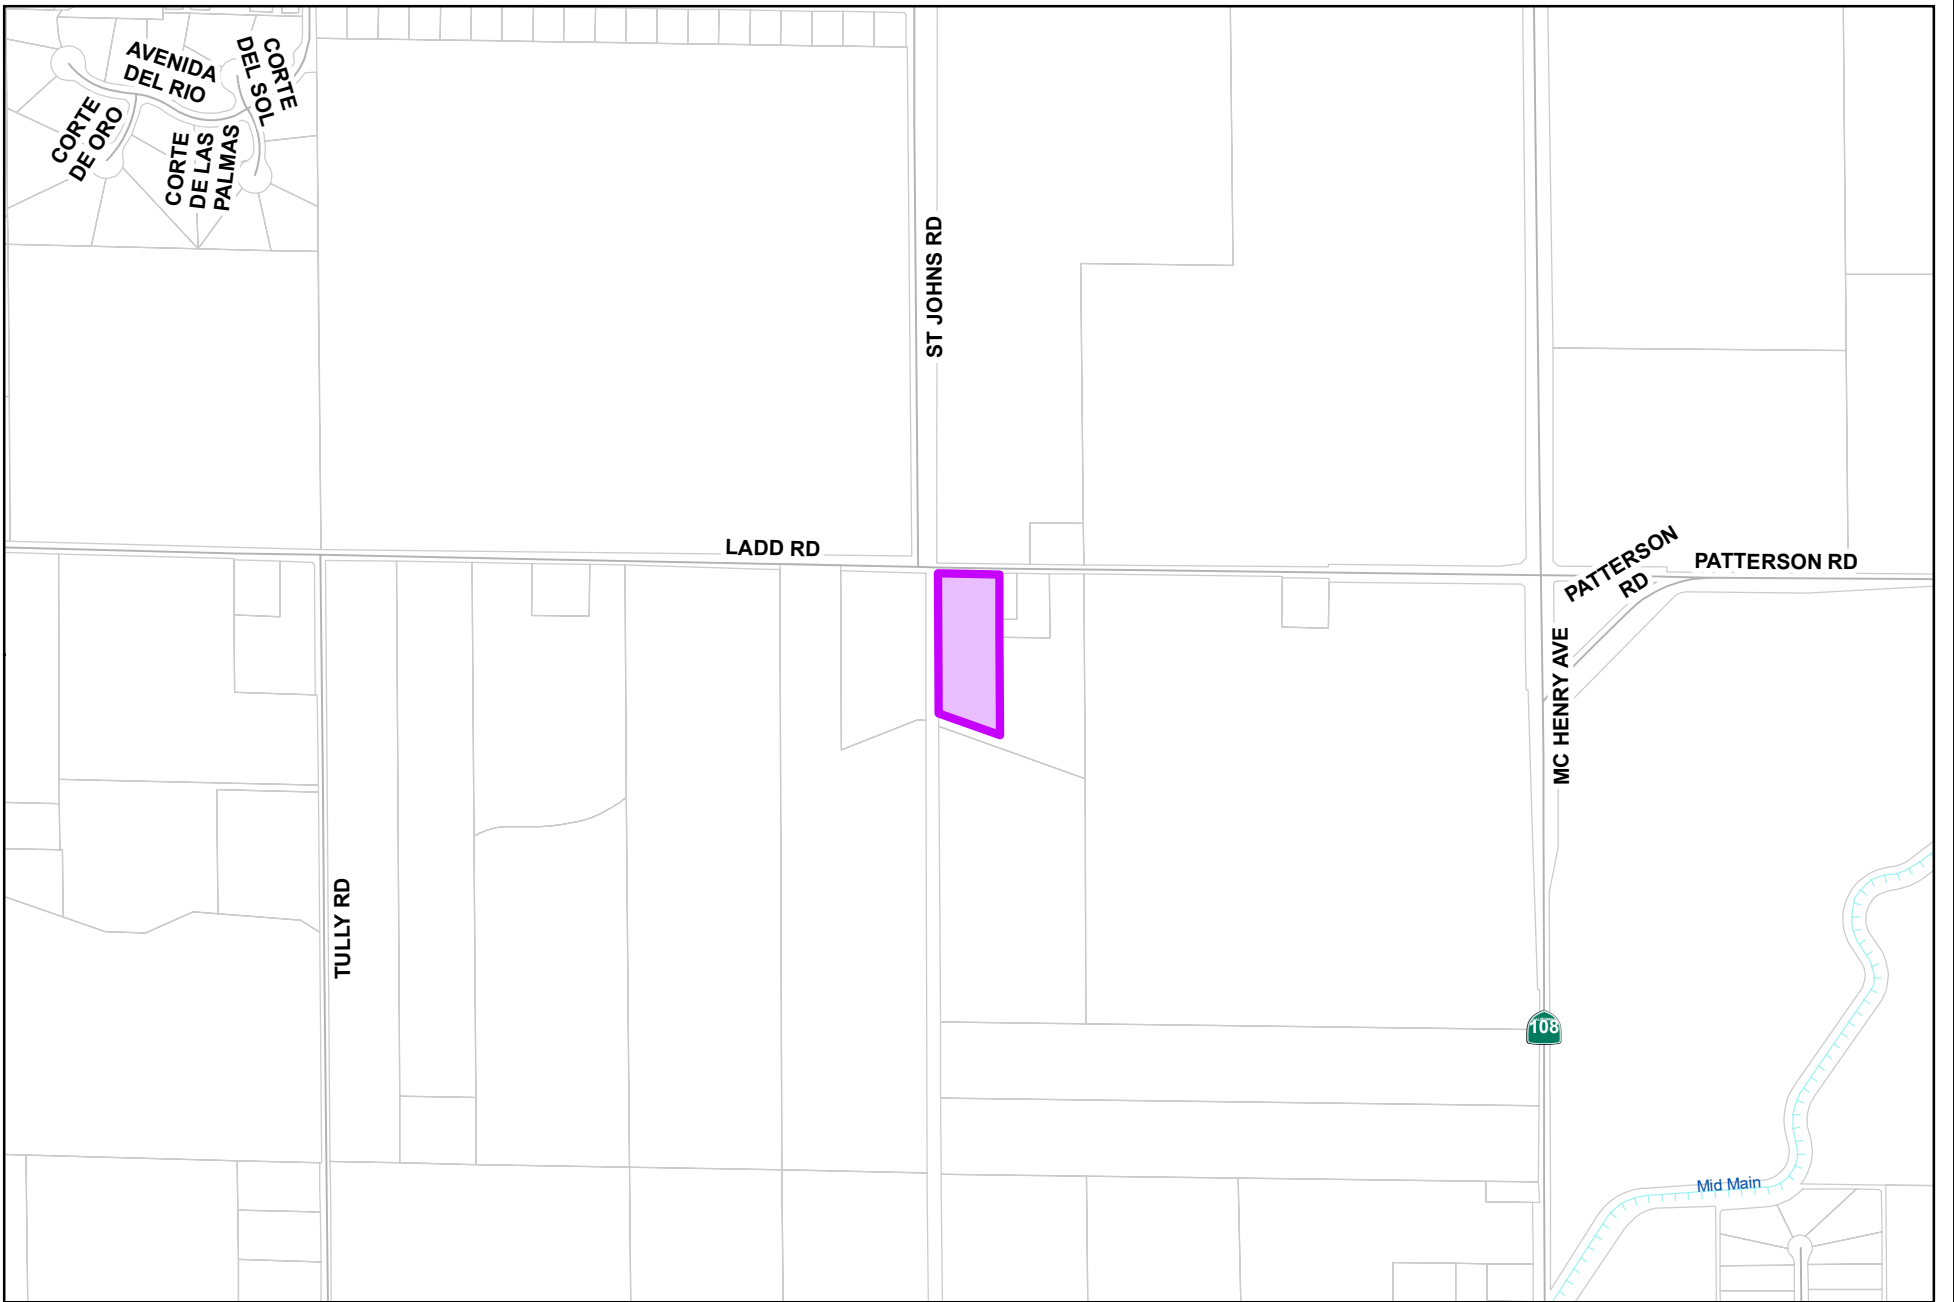 AVENIDA
DEL RIO
CORTE
DEL SOL
CORTE
DE ORO
CORTE
DE LAS
PALMAS
ST JOHNS RD
LADD RD
PATTERSON
RD
PATTERSON RD
MC HENRY AVE
TULLY RD
108
Mid Main